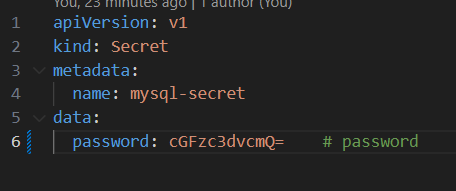 You, 23 minutes ago | 1 author (You)
1 apiVersion: v1
2 kind: Secret
3 metadata:
4 name: mysql-secret
5 data:
6 password: cGFzc3dvcmQ= # password